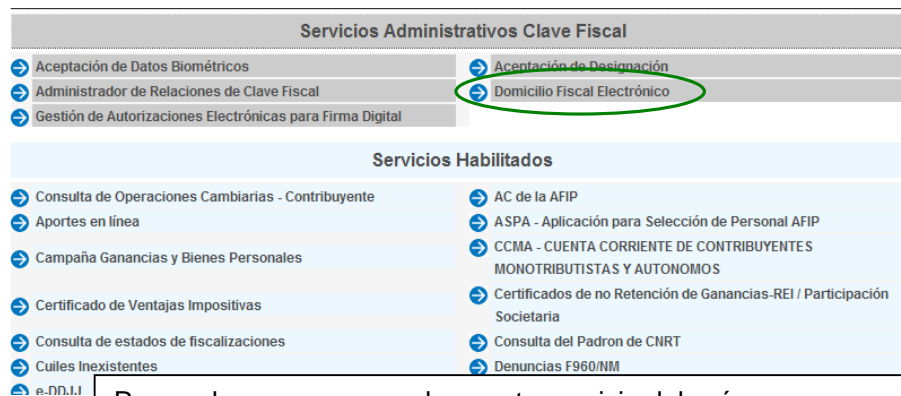 Servicios Administrativos Clave Fiscal
Aceptación de Datos Biométricos
Aceptación de Designación
Administrador de Relaciones de Clave Fiscal
Domicilio Fiscal Electrónico
Gestión de Autorizaciones Electrónicas para Firma Digital
Servicios Habilitados
Consulta de Operaciones Cambiarias - Contribuyente
AC de la AFIP
Aportes en línea
ASPA - Aplicación para Selección de Personal AFIP
Campaña Ganancias y Bienes Personales
CCMA - CUENTA CORRIENTE DE CONTRIBUYENTES
MONOTRIBUTISTAS Y AUTONOMOS
Certificado de Ventajas Impositivas
Certificados de no Retención de Ganancias-REI / Participación
Societaria
Consulta de estados de fiscalizaciones
Consulta del Padron de CNRT
Cuiles Inexistentes
Denuncias F960/NM
e-DDJJ